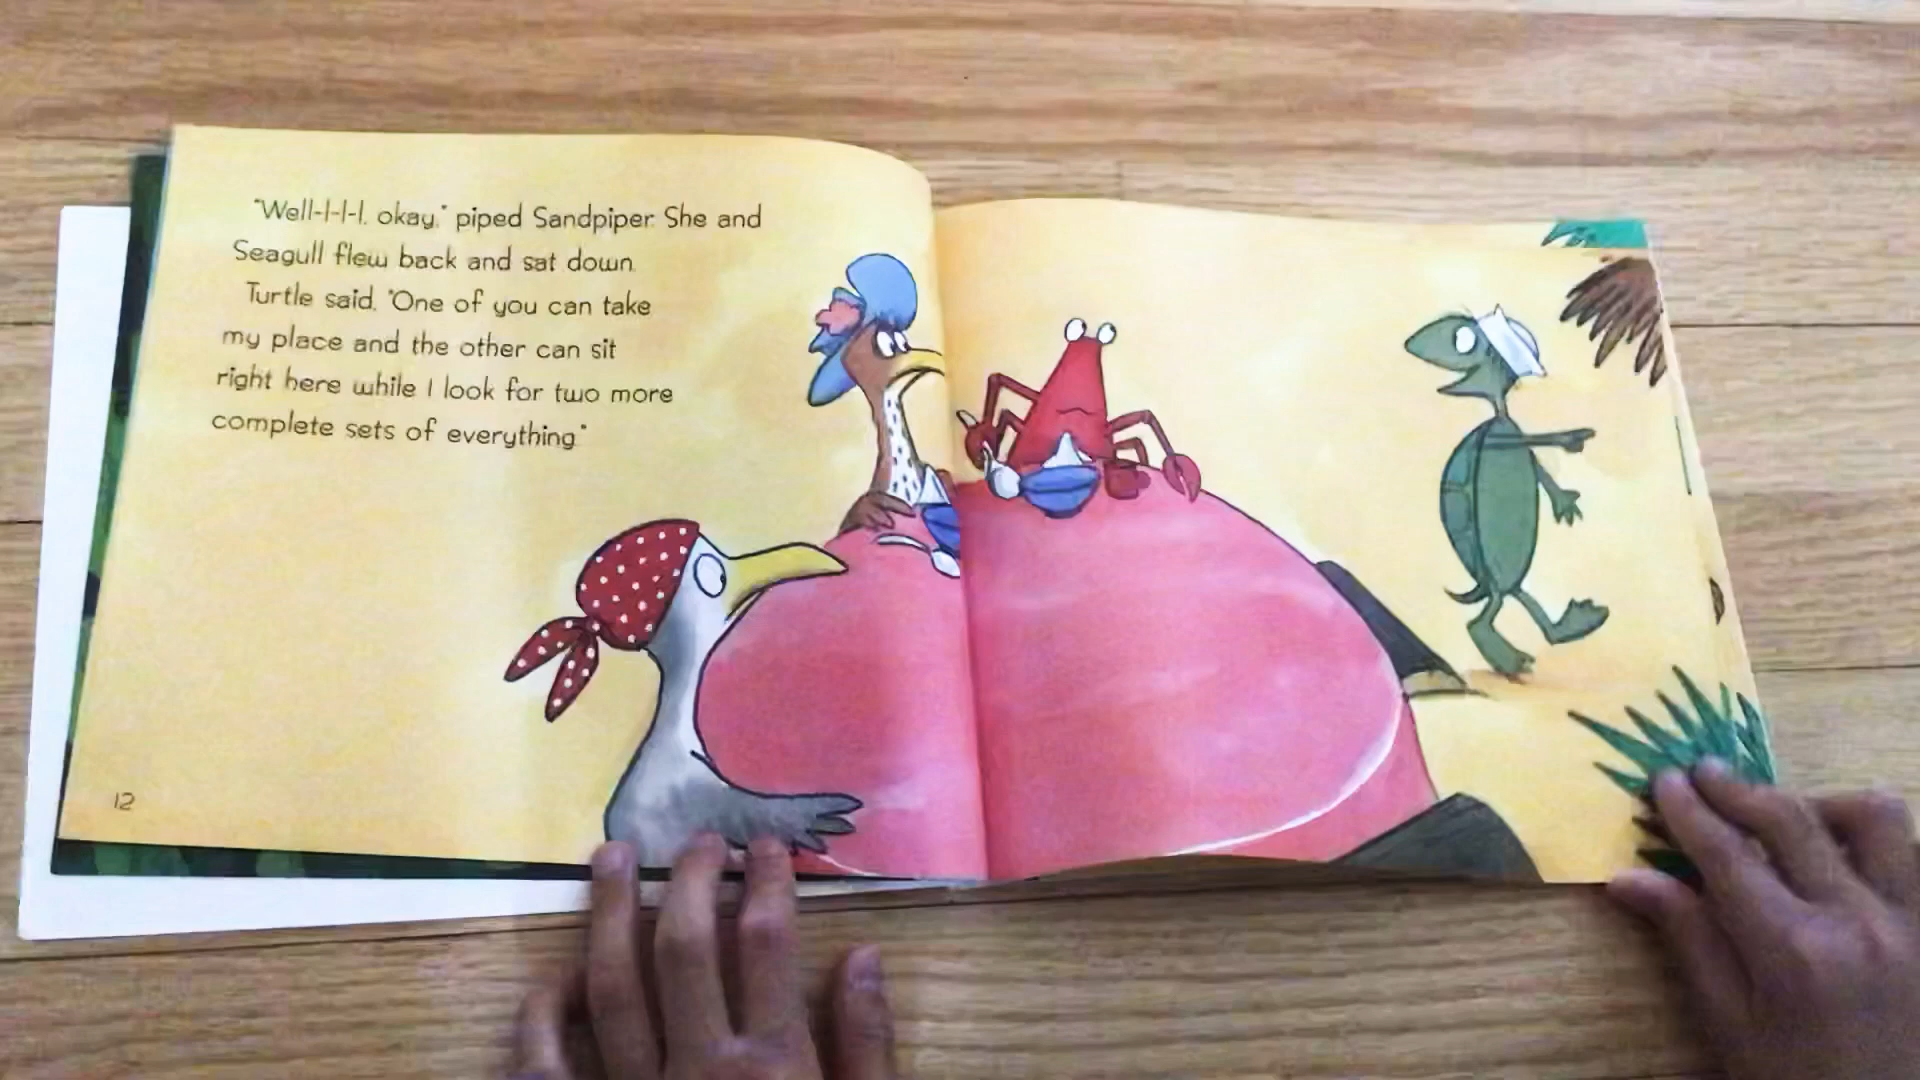 "Well-l-l-l, okay," piped Sandpiper. She and
Seagull flew back and sat down.
Turtle said, "One of you can take
my place and the other can sit
right here while I look for two more
complete sets of everything."
12